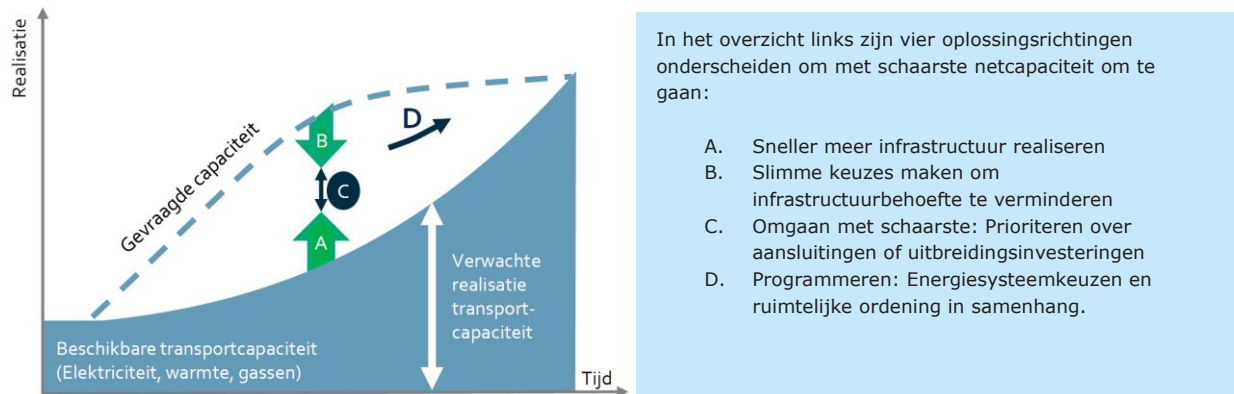 Realisatie
Gevraagde capaciteit
B
D
C
A
Verwachte
realisatie
transport-
capaciteit
Beschikbare transportcapaciteit
(Elektriciteit, warmte, gassen)
Tijd
In het overzicht links zijn vier oplossingsrichtingen
onderscheiden om met schaarste netcapaciteit om te
gaan:
A. Sneller meer infrastructuur realiseren
B. Slimme keuzes maken om
infrastructuurbehoefte te verminderen
C. Omgaan met schaarste: Prioriteren over
aansluitingen of uitbreidingsinvesteringen
D. Programmeren: Energiesysteemkeuzen en
ruimtelijke ordening in samenhang.